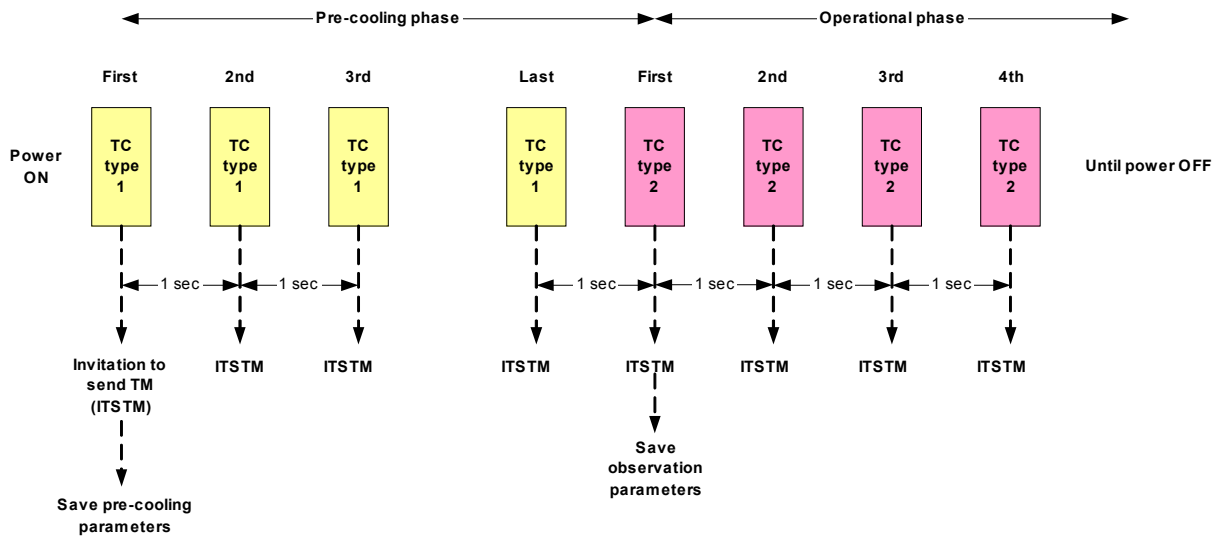 Pre-cooling phase
Operational phase
First
2nd
3rd
Last
First
2nd
3rd
4th
Power
ON
TC
type
1
TC
type
1
TC
type
1
TC
type
1
TC
type
2
TC
type
2
TC
type
2
TC
type
2
Until power OFF
1 sec
1 sec
1 sec
1 sec
1 sec
1 sec
Invitation to
send TM
(ITSTM)
ITSTM
ITSTM
ITSTM
ITSTM
ITSTM
ITSTM
ITSTM
Save
observation
parameters
Save pre-cooling
parameters